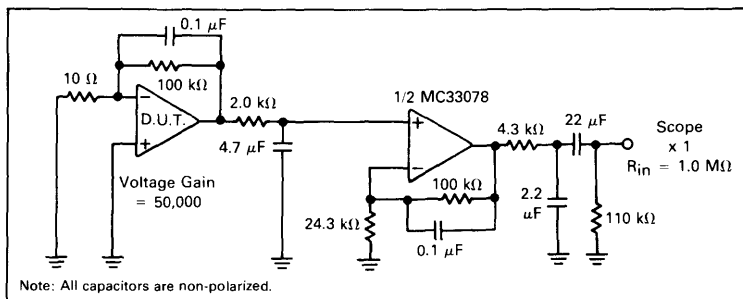 0.1 μF
10 Ω
100 kΩ
D.U.T.
2.0 kΩ
4.7 μF
Voltage Gain
= 50,000
1/2 MC33078
4.3 kΩ
22 μF
Scope
x 1
Rin = 1.0 MΩ
100 kΩ
24.3 kΩ
0.1 μF
2.2
μF
110 kΩ
Note: All capacitors are non-polarized.